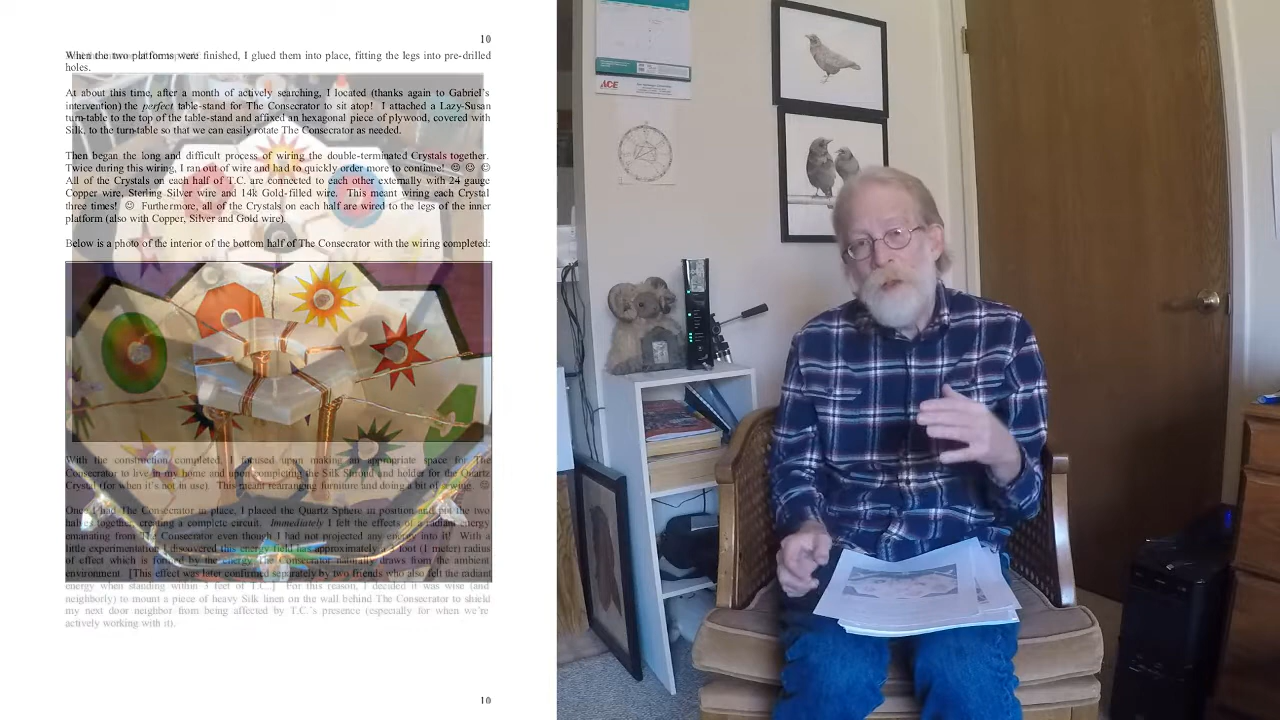 10
When the two platforms were finished, I glued them into place, fitting the legs into pre-drilled
holes.
At about this time, after a month of actively searching, I located (thanks again to Gabriel's
intervention) the perfect table-stand for The Consecrator to sit atop! I attached a Lazy-Susan
turn-table to the top of the table-stand and affixed an hexagonal piece of plywood, covered with
Silk, to the turn-table so that we can easily rotate The Consecrator as needed.
Then began the long and difficult process of wiring the double-terminated Crystals together.
Twice during this wiring, I ran out of wire and had to quickly order more to continue! ☺ ☺ ☺
All of the Crystals on each half of T.C. are connected to each other externally with 24 gauge
Copper wire, Sterling Silver wire and 14k Gold-filled wire. This meant wiring each Crystal
three times! ☺ Furthermore, all of the Crystals on each half are wired to the legs of the inner
platform (also with Copper, Silver and Gold wire).
Below is a photo of the interior of the bottom half of The Consecrator with the wiring completed:
With the construction completed, I focused upon making an appropriate space for The
Consecrator to live in my home and upon completing the Silk Shroud and holder for the Quartz
Crystal (for when it's not in use). This meant rearranging furniture and doing a bit of sewing. ☺
Once I had The Consecrator in place, I placed the Quartz Sphere in position and put the two
halves together, creating a complete circuit. Immediately I felt the effects of a radiant energy
emanating from The Consecrator even though I had not projected any energy into it! With a
little experimentation I discovered this energy field has approximately a 3 foot (1 meter) radius
of effect which is formed by the energy The Consecrator naturally draws from the ambient
environment. [This effect was later confirmed separately by two friends who also felt the radiant
energy when standing within 3 feet of T.C.] For this reason, I decided it was wise (and
neighborly) to mount a piece of heavy Silk linen on the wall behind The Consecrator to shield
my next door neighbor from being affected by T.C.'s presence (especially for when we're
actively working with it).
10
ACE